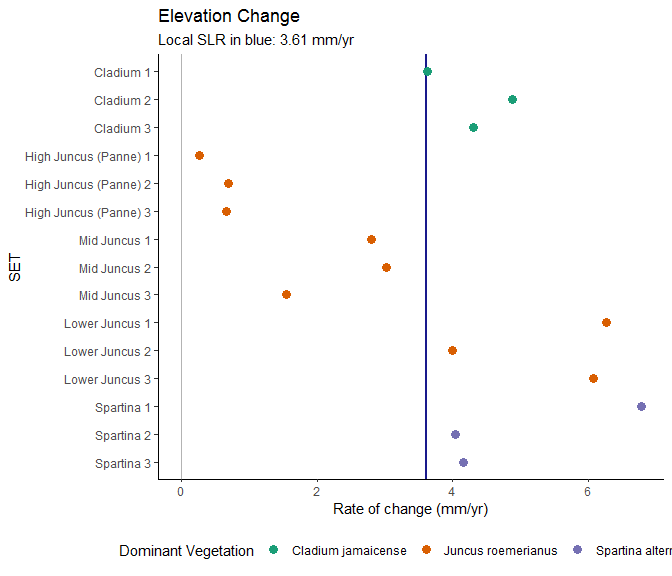 Elevation Change
Local SLR in blue: 3.61 mm/yr
Cladium 1
Cladium 2
Cladium 3
High Juncus (Panne) 1
High Juncus (Panne) 2
High Juncus (Panne) 3
Mid Juncus 1
Mid Juncus 2
Mid Juncus 3
Lower Juncus 1
Lower Juncus 2
Lower Juncus 3
Spartina 1
Spartina 2
Spartina 3
SET
0 2 4 6
Rate of change (mm/yr)
Dominant Vegetation Cladium jamaicense Juncus roemerianus Spartina altern